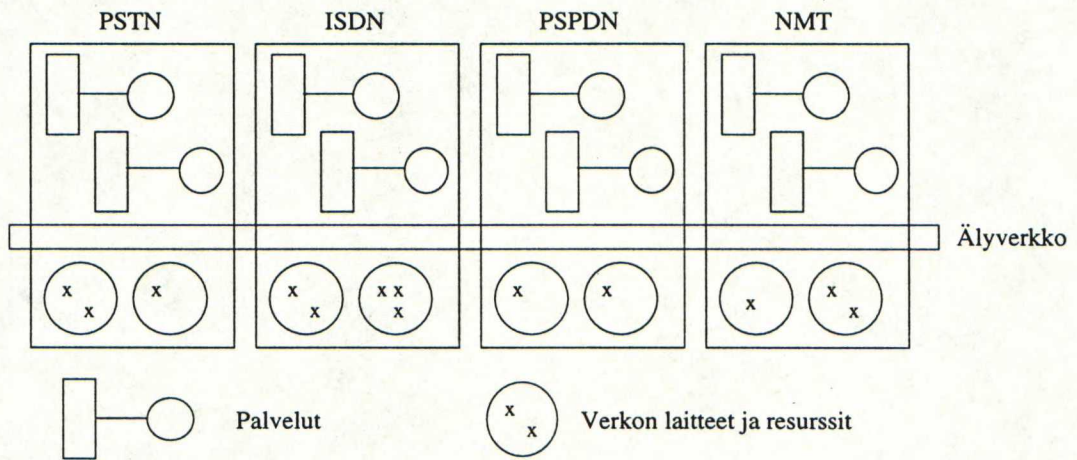 PSTN ISDN PSPDN NMT
Älyverkko
x x x x x x x x x x x x x
x x x x
Palvelut
x x Verkon laitteet ja resurssit